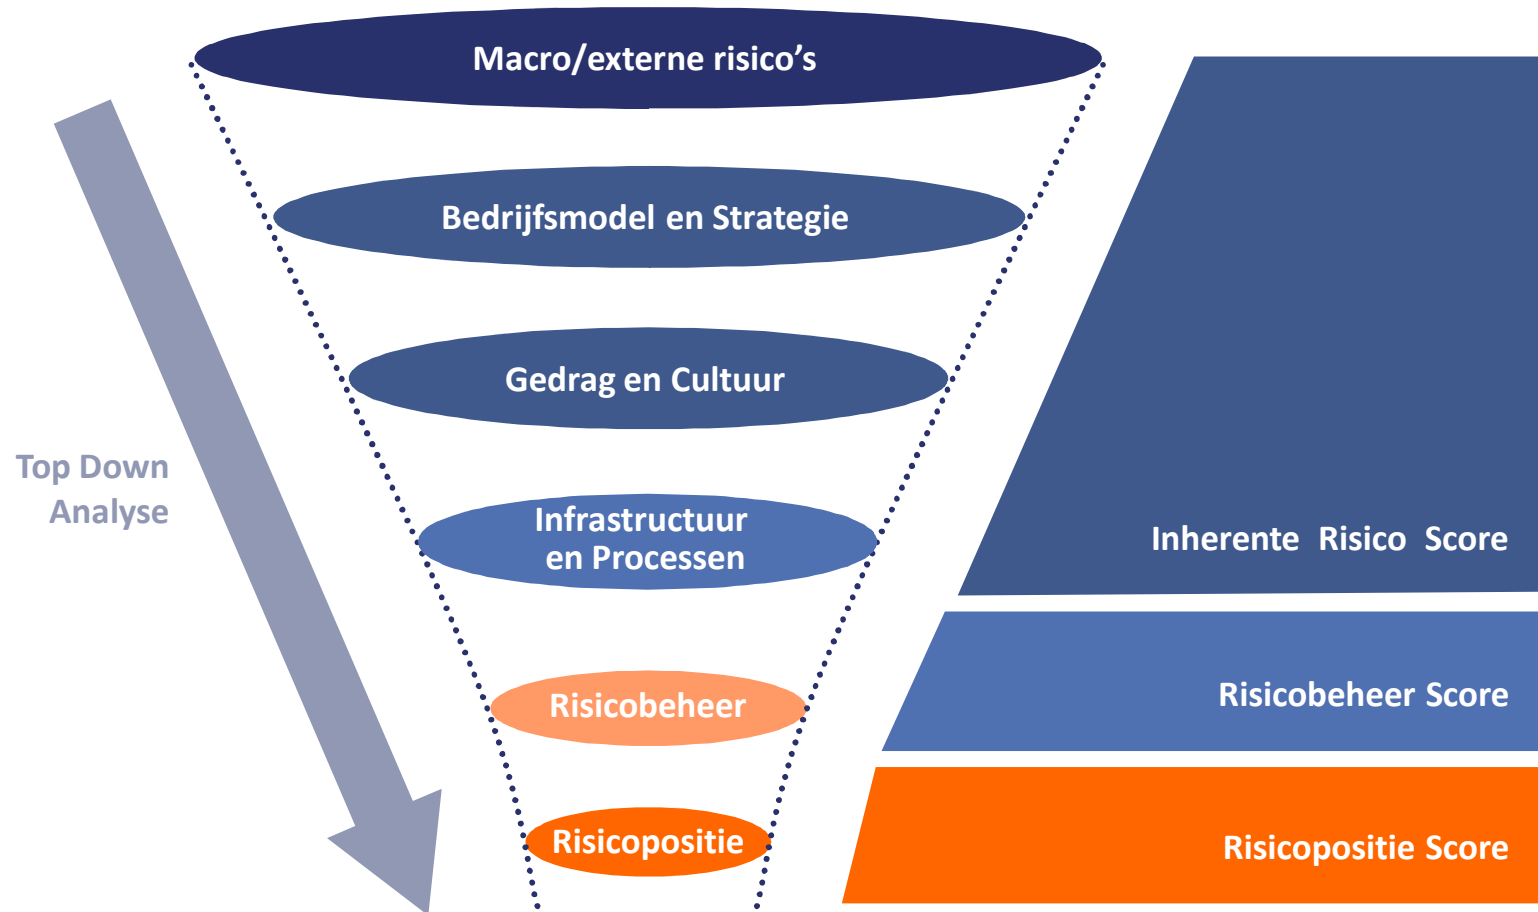 Macro/externe risico’s
Bedrijfsmodel en Strategie
Gedrag en Cultuur
Top Down
Analyse
Infrastructuur
en Processen
Inherente Risico Score
Risicobeheer
Risicobeheer Score
Risicopositie
Risicopositie Score